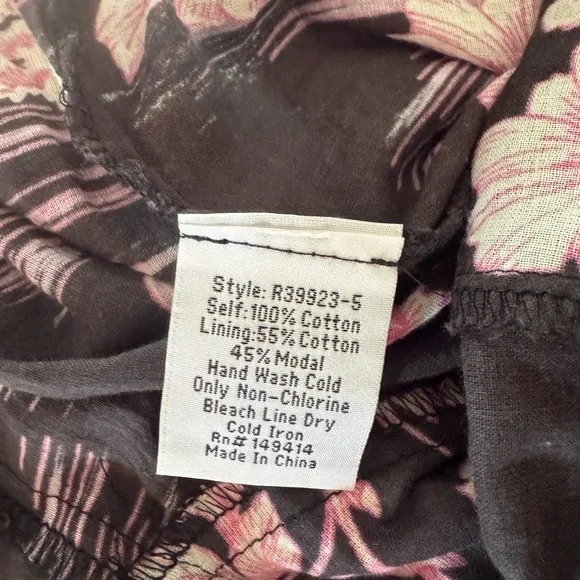 Style: R39923-5
Self:100% Cotton
Lining:55% Cotton
45% Modal
Hand Wash Cold
Only Non-Chlorine
Bleach Line Dry
Cold Iron
Rn# 149414
Made In China